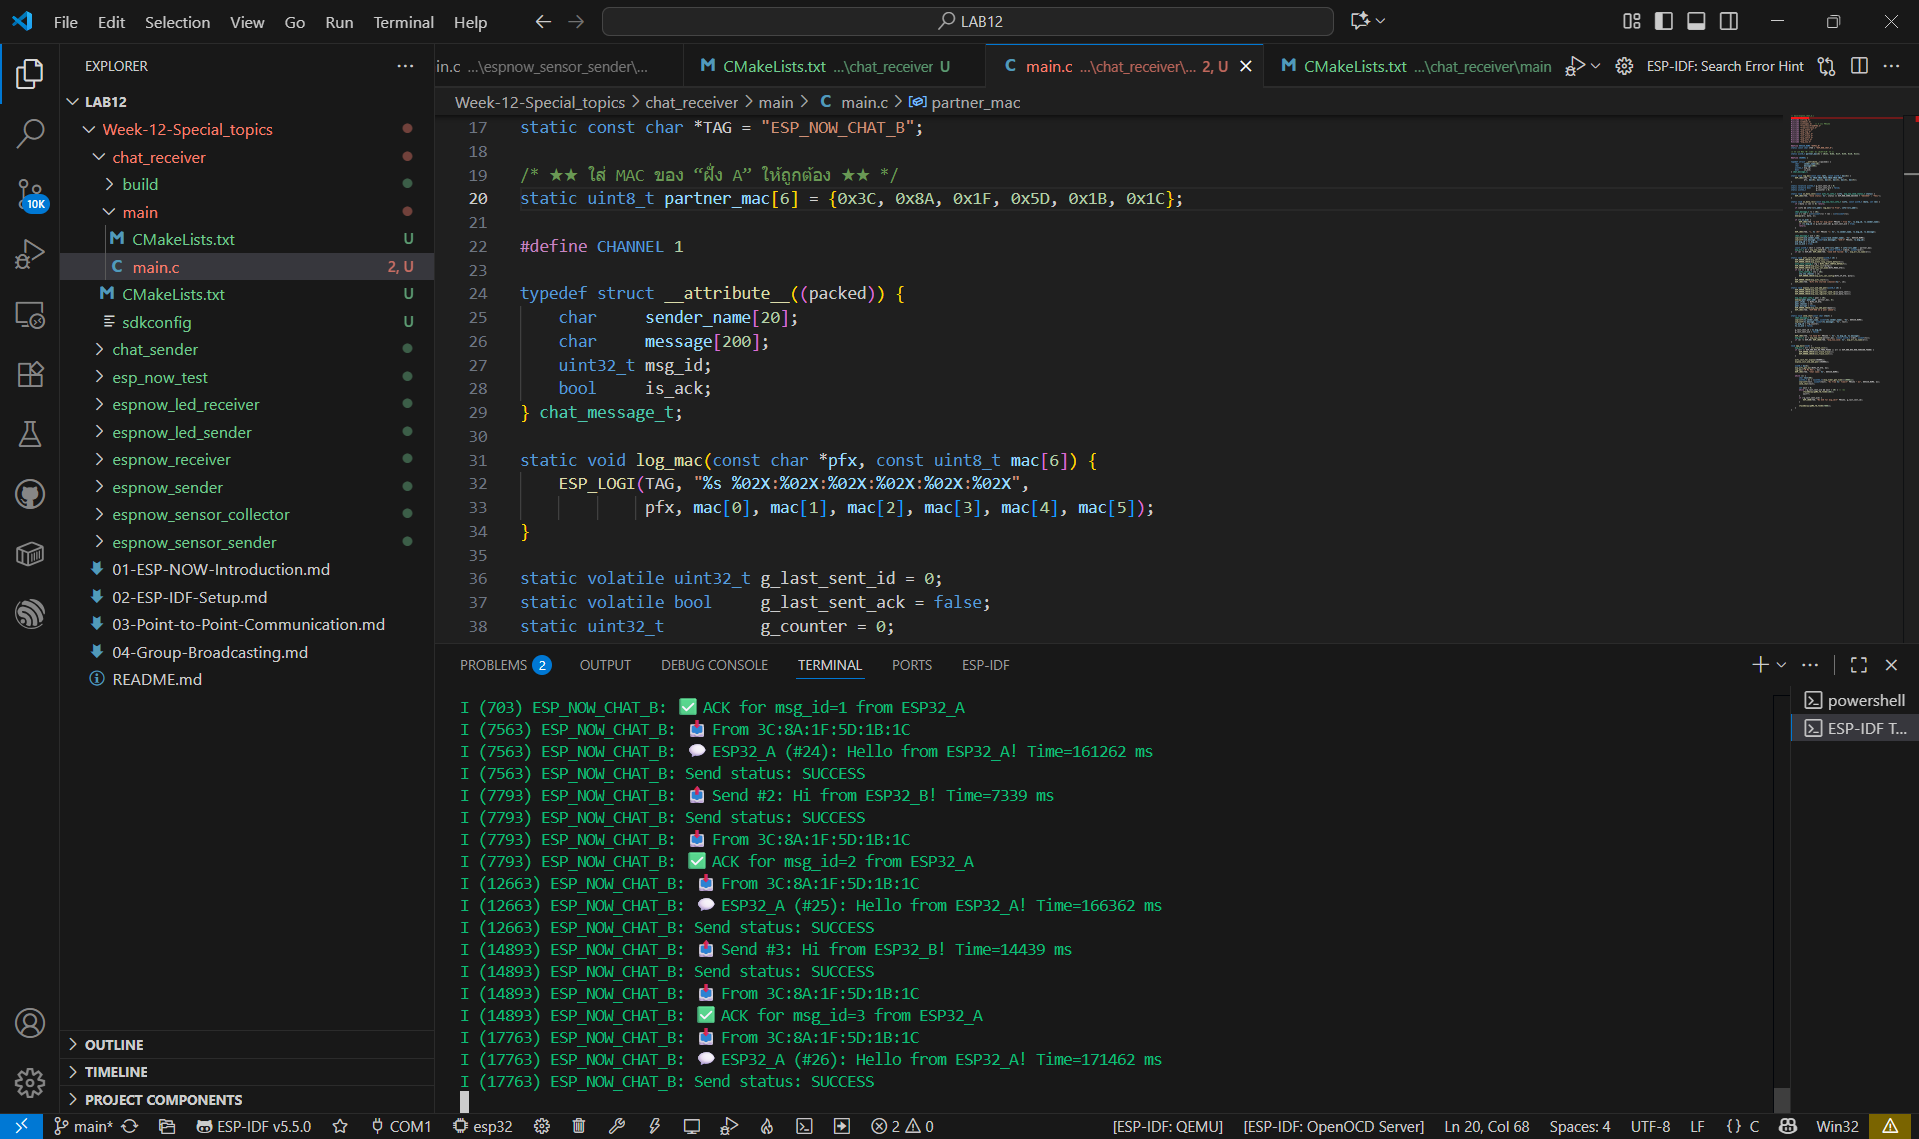 File Edit Selection View Go Run Terminal Help
LAB12
EXPLORER
LAB12
Week-12-Special_topics
chat_receiver
build
main
CMakeLists.txt U
main.c 2, U
CMakeLists.txt U
sdkconfig U
chat_sender
esp_now_test
espnow_led_receiver
espnow_led_sender
espnow_receiver
espnow_sender
espnow_sensor_collector
espnow_sensor_sender
01-ESP-NOW-Introduction.md
02-ESP-IDF-Setup.md
03-Point-to-Point-Communication.md
04-Group-Broadcasting.md
README.md
10K
OUTLINE
TIMELINE
PROJECT COMPONENTS
in.c ...\espnow_sensor_sender\...
CMakeLists.txt ...\chat_receiver U
main.c ...\chat_receiver\... 2, U
CMakeLists.txt ...\chat_receiver\main
ESP-IDF: Search Error Hint
Week-12-Special_topics > chat_receiver > main > C main.c > partner_mac
17 static const char *TAG = "ESP_NOW_CHAT_B";
18
19 /* ★★ ใส่ MAC ของ “ฝั่ง A” ให้ถูกต้อง ★★ */
20 static uint8_t partner_mac[6] = {0x3C, 0x8A, 0x1F, 0x5D, 0x1B, 0x1C};
21
22 #define CHANNEL 1
23
24 typedef struct __attribute__((packed)) {
25 char sender_name[20];
26 char message[200];
27 uint32_t msg_id;
28 bool is_ack;
29 } chat_message_t;
30
31 static void log_mac(const char *pfx, const uint8_t mac[6]) {
32 ESP_LOGI(TAG, "%s %02X:%02X:%02X:%02X:%02X:%02X",
33 pfx, mac[0], mac[1], mac[2], mac[3], mac[4], mac[5]);
34 }
35
36 static volatile uint32_t g_last_sent_id = 0;
37 static volatile bool g_last_sent_ack = false;
38 static uint32_t g_counter = 0;
PROBLEMS 2 OUTPUT DEBUG CONSOLE TERMINAL PORTS ESP-IDF
I (703) ESP_NOW_CHAT_B: ✅ ACK for msg_id=1 from ESP32_A
I (7563) ESP_NOW_CHAT_B: 📥 From 3C:8A:1F:5D:1B:1C
I (7563) ESP_NOW_CHAT_B: 💬 ESP32_A (#24): Hello from ESP32_A! Time=161262 ms
I (7563) ESP_NOW_CHAT_B: Send status: SUCCESS
I (7793) ESP_NOW_CHAT_B: 📤 Send #2: Hi from ESP32_B! Time=7339 ms
I (7793) ESP_NOW_CHAT_B: Send status: SUCCESS
I (7793) ESP_NOW_CHAT_B: 📥 From 3C:8A:1F:5D:1B:1C
I (7793) ESP_NOW_CHAT_B: ✅ ACK for msg_id=2 from ESP32_A
I (12663) ESP_NOW_CHAT_B: 📥 From 3C:8A:1F:5D:1B:1C
I (12663) ESP_NOW_CHAT_B: 💬 ESP32_A (#25): Hello from ESP32_A! Time=166362 ms
I (12663) ESP_NOW_CHAT_B: Send status: SUCCESS
I (14893) ESP_NOW_CHAT_B: 📤 Send #3: Hi from ESP32_B! Time=14439 ms
I (14893) ESP_NOW_CHAT_B: Send status: SUCCESS
I (14893) ESP_NOW_CHAT_B: 📥 From 3C:8A:1F:5D:1B:1C
I (14893) ESP_NOW_CHAT_B: ✅ ACK for msg_id=3 from ESP32_A
I (17763) ESP_NOW_CHAT_B: 📥 From 3C:8A:1F:5D:1B:1C
I (17763) ESP_NOW_CHAT_B: 💬 ESP32_A (#26): Hello from ESP32_A! Time=171462 ms
I (17763) ESP_NOW_CHAT_B: Send status: SUCCESS
powershell
ESP-IDF T...
main* ESP-IDF v5.5.0 COM1 esp32 2 0 [ESP-IDF: QEMU] [ESP-IDF: OpenOCD Server] Ln 20, Col 68 Spaces: 4 UTF-8 LF {} C Win32